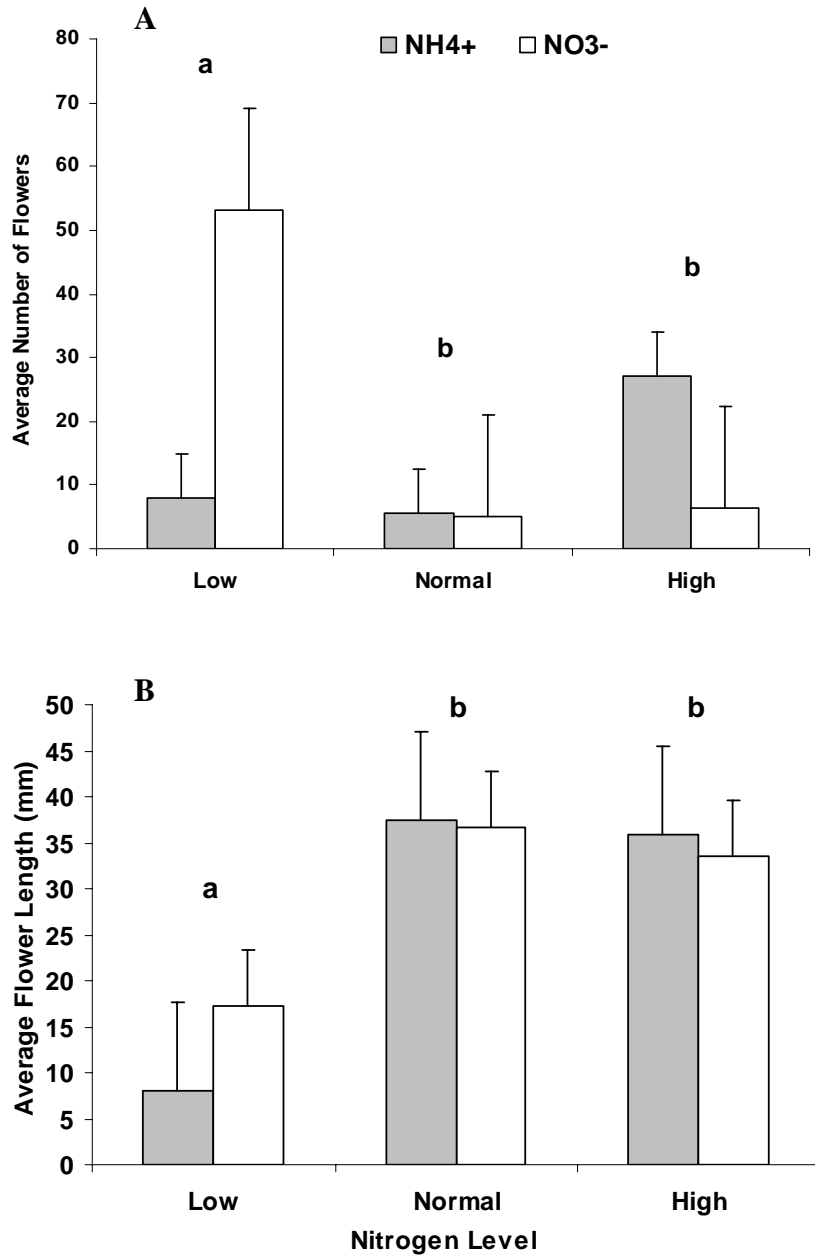 A
NH4+ NO3-
a
b
b
Average Number of Flowers
80
70
60
50
40
30
20
10
0
Low Normal High
B
a
b
b
Average Flower Length (mm)
50
45
40
35
30
25
20
15
10
5
0
Low Normal High
Nitrogen Level